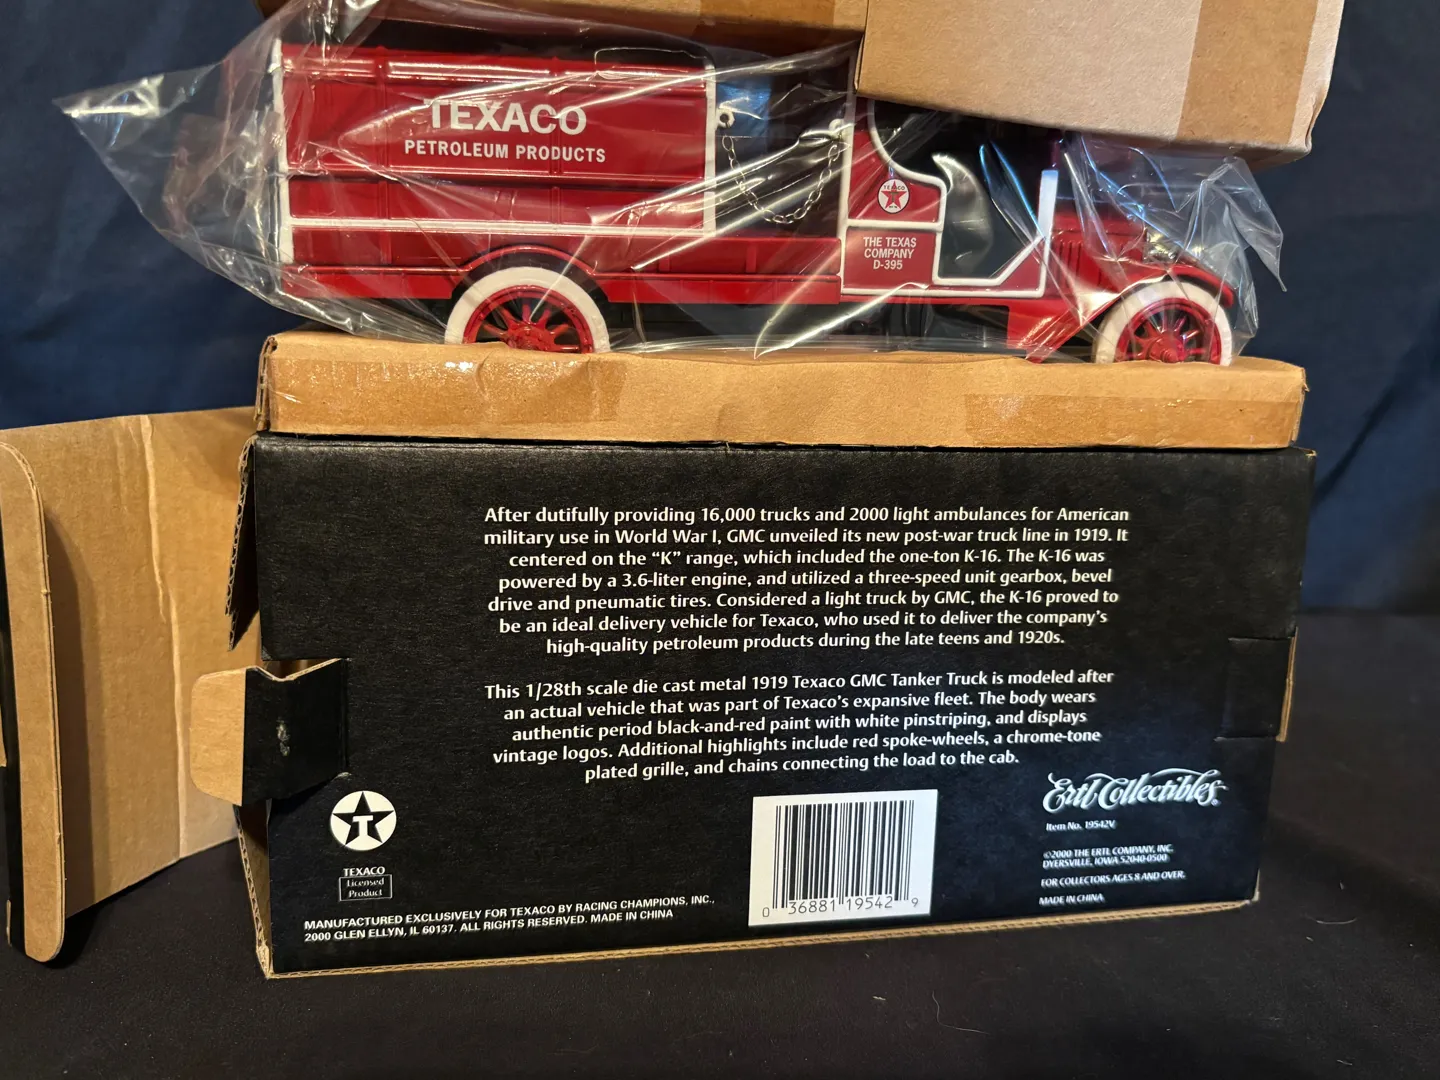 TEXACO
PETROLEUM PRODUCTS
TEXACO
THE TEXAS
COMPANY
D-395
After dutifully providing 16,000 trucks and 2000 light ambulances for American
military use in World War I, GMC unveiled its new post-war truck line in 1919. It
centered on the “K” range, which included the one-ton K-16. The K-16 was
powered by a 3.6-liter engine, and utilized a three-speed unit gearbox, bevel
drive and pneumatic tires. Considered a light truck by GMC, the K-16 proved to
be an ideal delivery vehicle for Texaco, who used it to deliver the company’s
high-quality petroleum products during the late teens and 1920s.
This 1/28th scale die cast metal 1919 Texaco GMC Tanker Truck is modeled after
an actual vehicle that was part of Texaco’s expansive fleet. The body wears
authentic period black-and-red paint with white pinstriping, and displays
vintage logos. Additional highlights include red spoke-wheels, a chrome-tone
plated grille, and chains connecting the load to the cab.
T
TEXACO
Licensed
Product
MANUFACTURED EXCLUSIVELY FOR TEXACO BY RACING CHAMPIONS, INC.,
2000 GLEN ELLYN, IL 60137. ALL RIGHTS RESERVED. MADE IN CHINA
0 36881 19542 9
Ertl Collectibles®
Item No. 19542V
©2000 THE ERTL COMPANY, INC.
DYERSVILLE, IOWA 52040-0500
FOR COLLECTORS AGES 8 AND OVER.
MADE IN CHINA